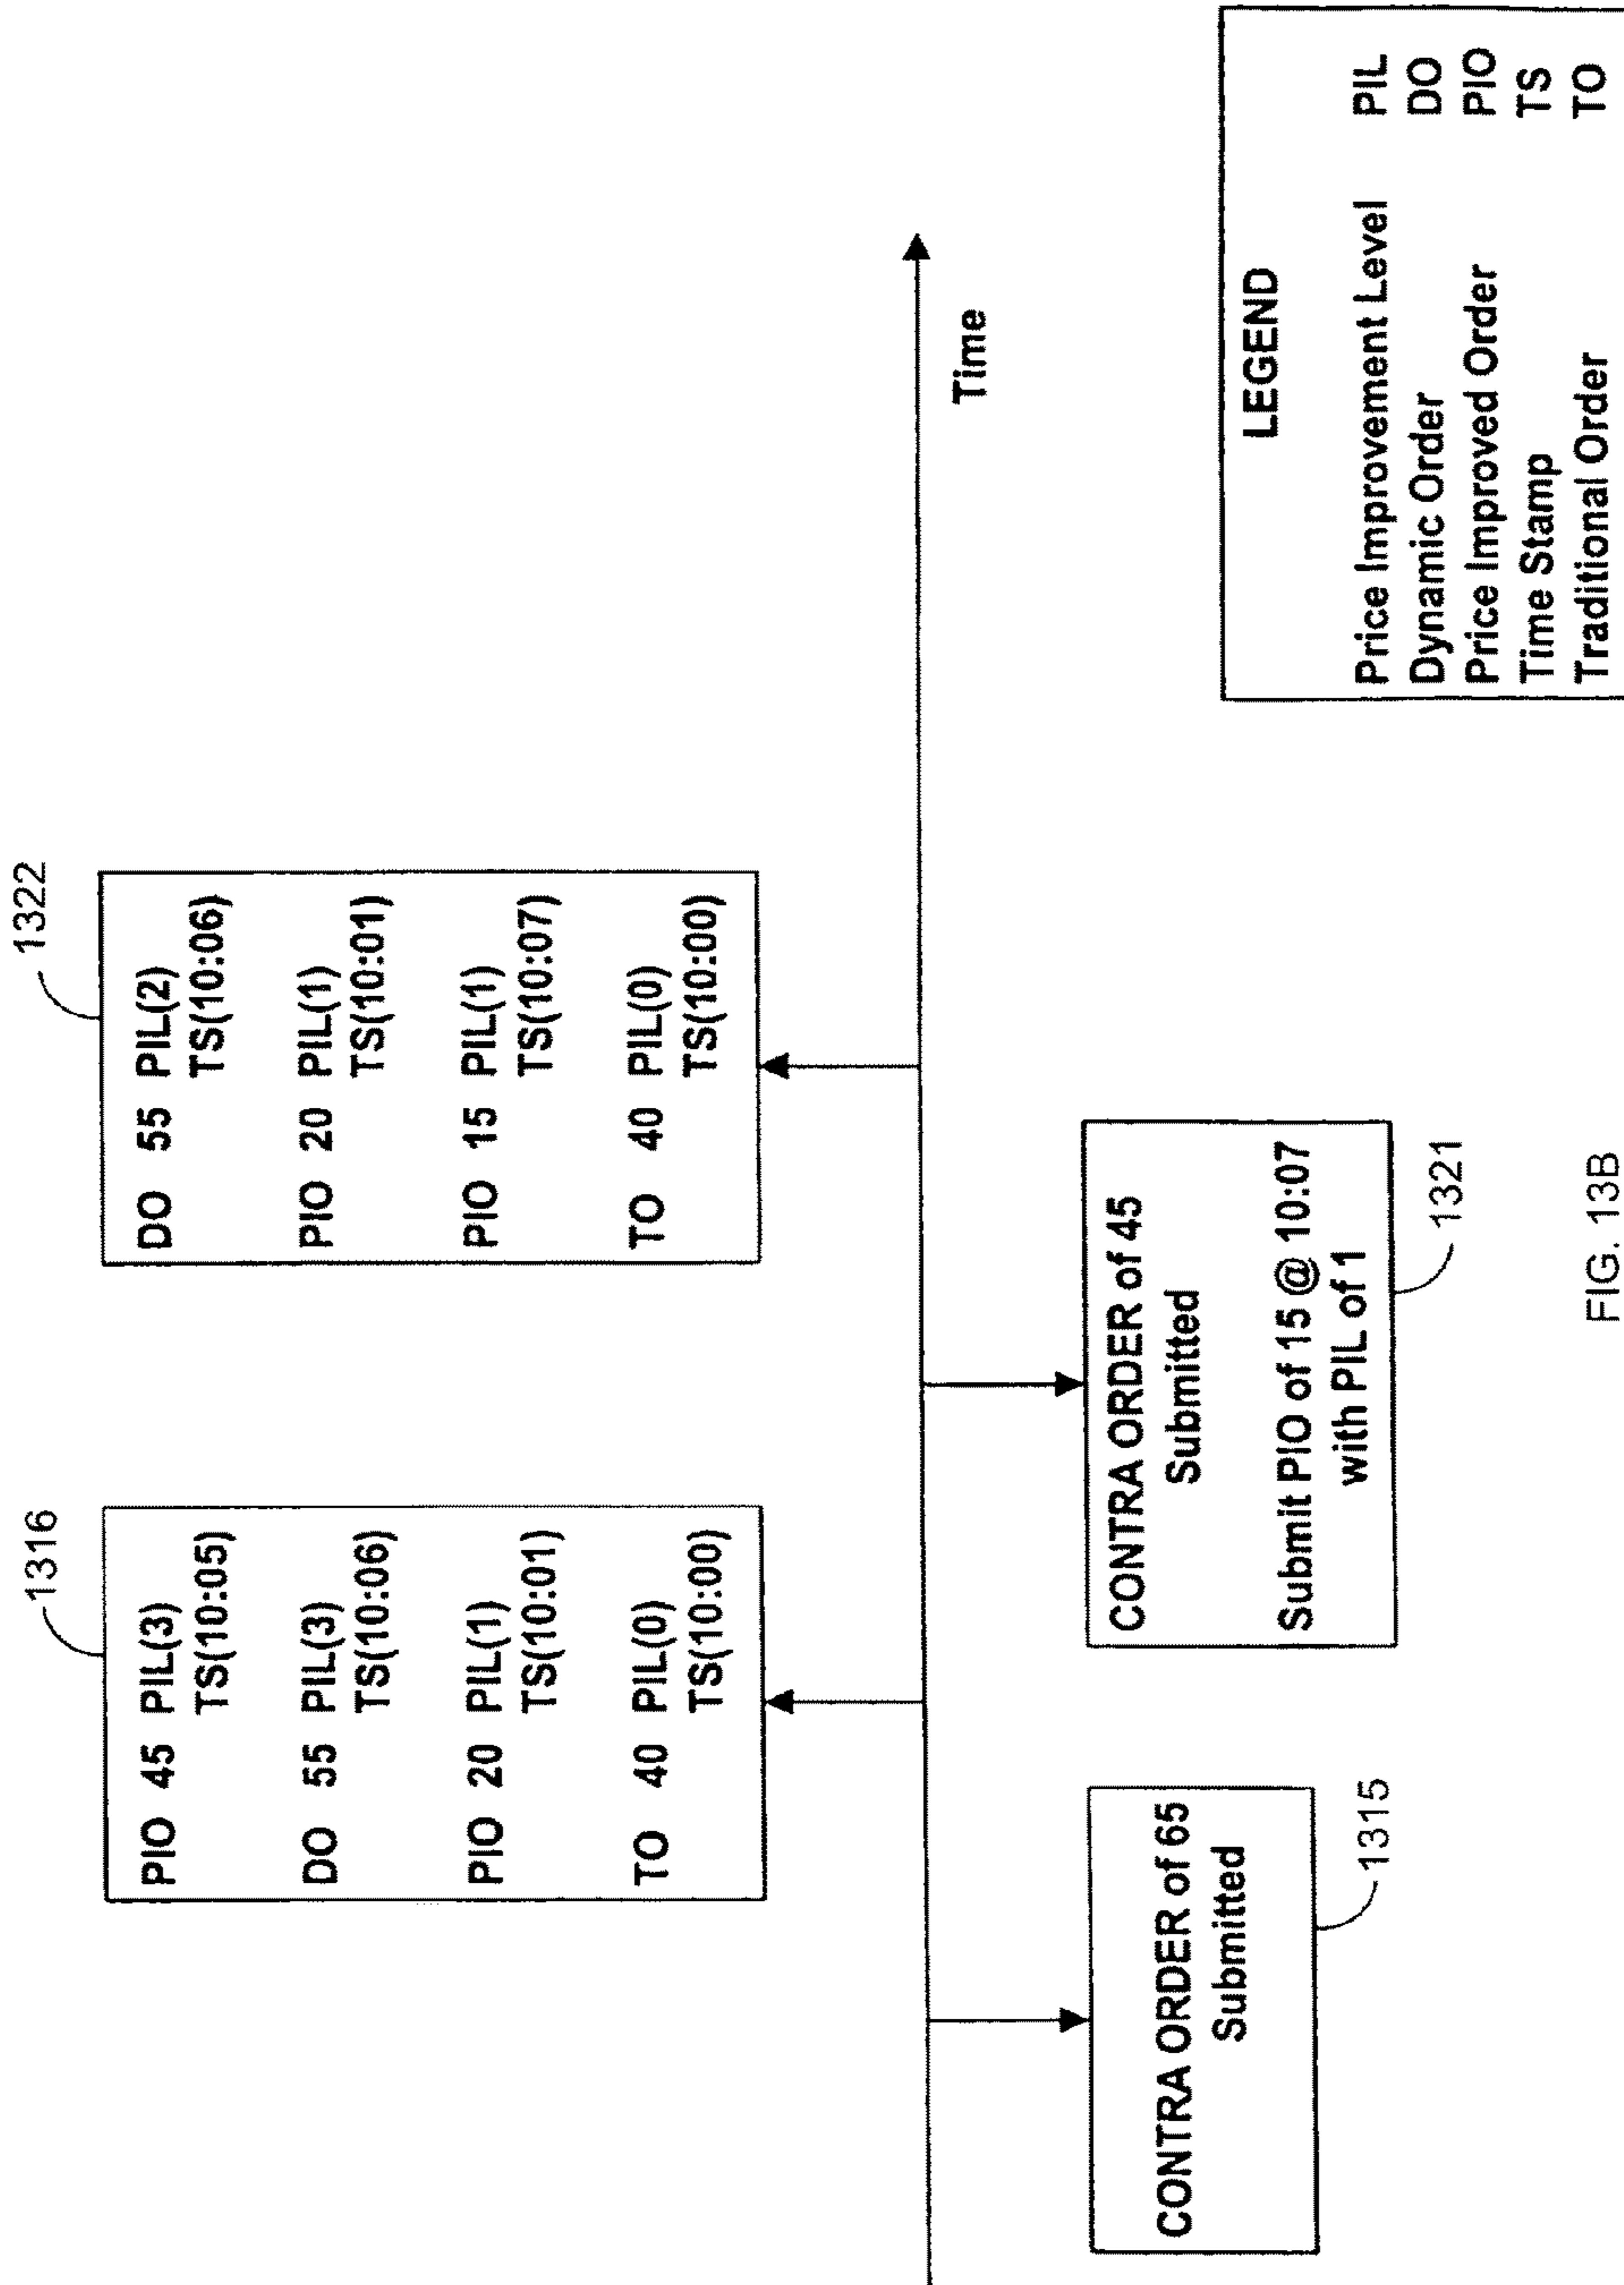 1316
PIO 45 PIL(3)
TS(10:05)
DO 55 PIL(3)
TS(10:06)
PIO 20 PIL(1)
TS(10:01)
TO 40 PIL(0)
TS(10:00)
1322
DO 55 PIL(2)
TS(10:06)
PIO 20 PIL(1)
TS(10:01)
PIO 15 PIL(1)
TS(10:07)
TO 40 PIL(0)
TS(10:00)
Time
CONTRA ORDER of 65
Submitted
1315
CONTRA ORDER of 45
Submitted
Submit PIO of 15 @ 10:07
with PIL of 1
1321
LEGEND
Price Improvement Level PIL
Dynamic Order DO
Price Improved Order PIO
Time Stamp TS
Traditional Order TO
FIG. 13B